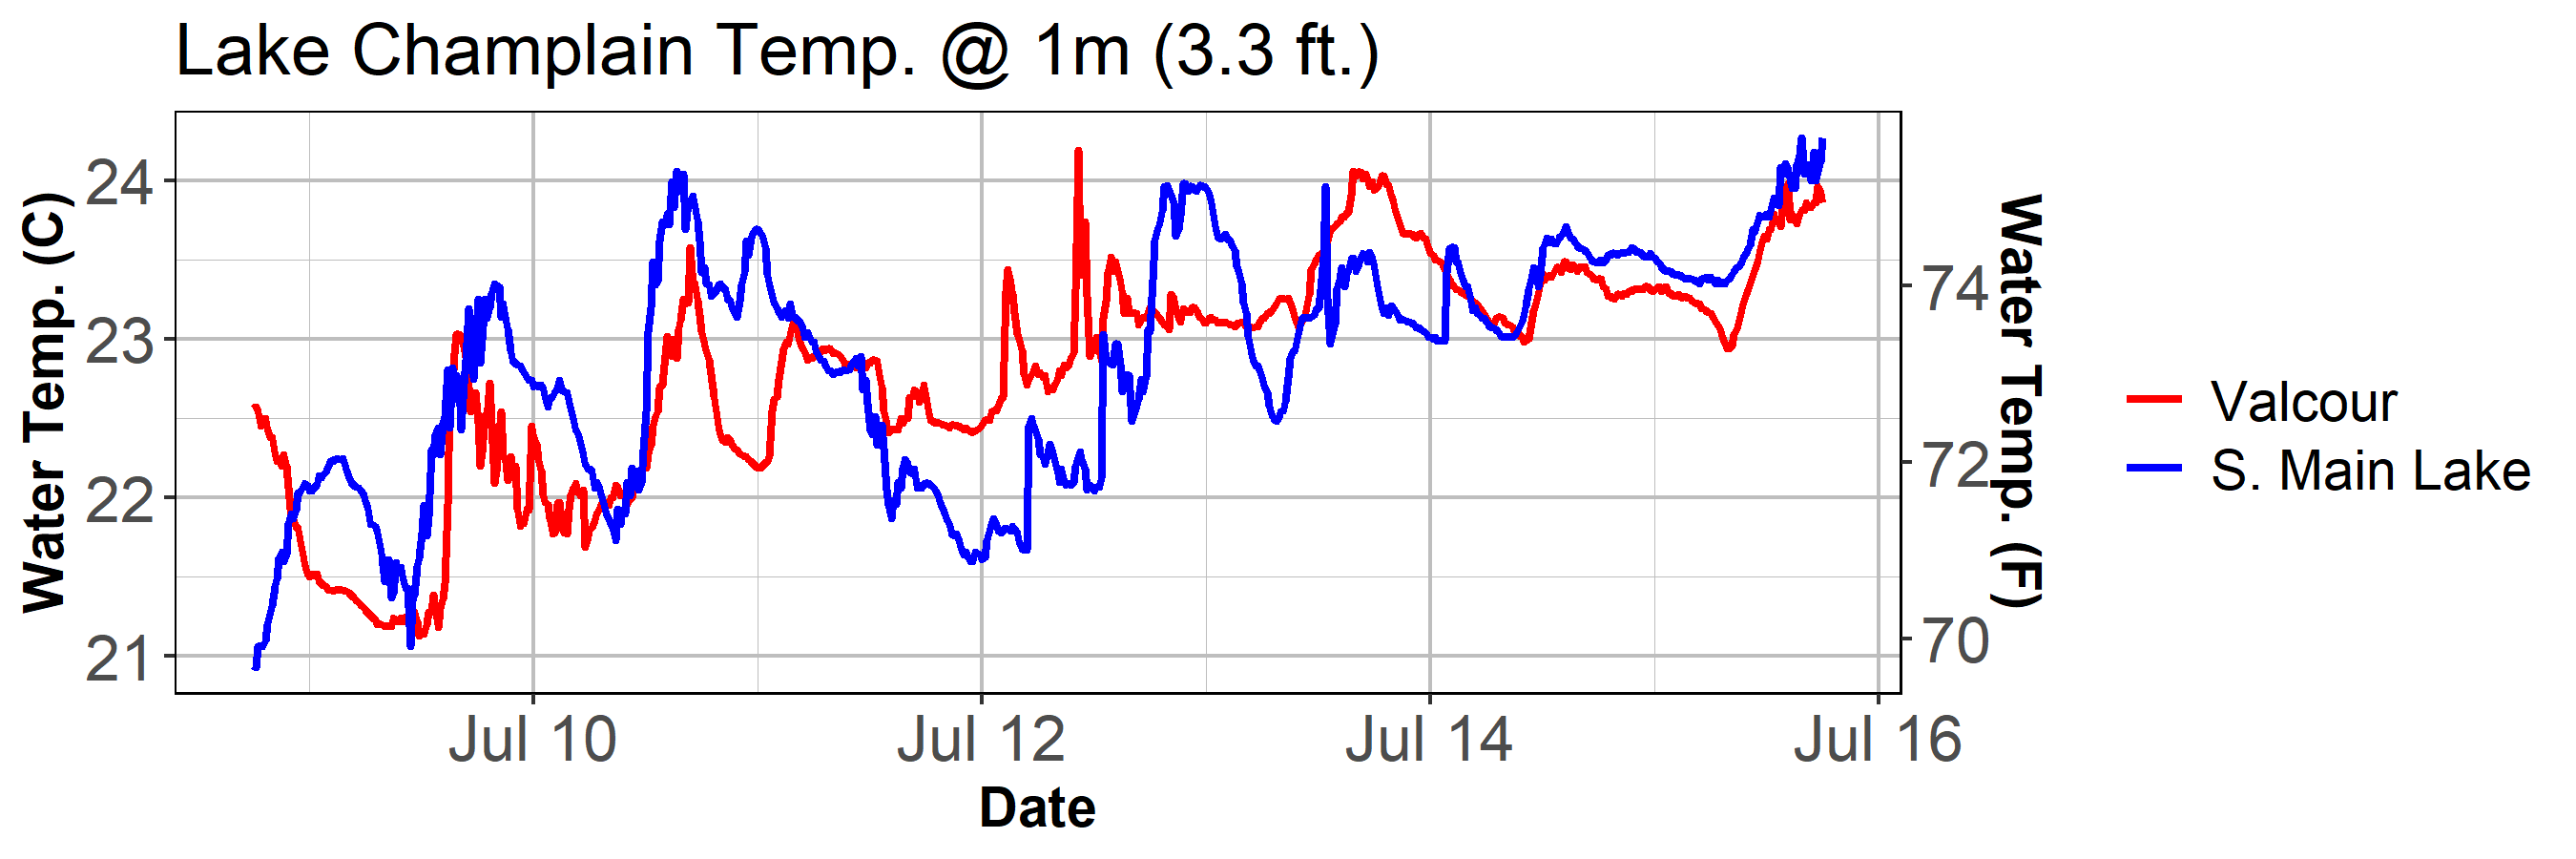 Lake Champlain Temp. @ 1m (3.3 ft.)
Water Temp. (C)
24
23
22
21
74
72
70
Water Temp. (F)
Jul 10
Jul 12
Jul 14
Jul 16
Date
Valcour
S. Main Lake